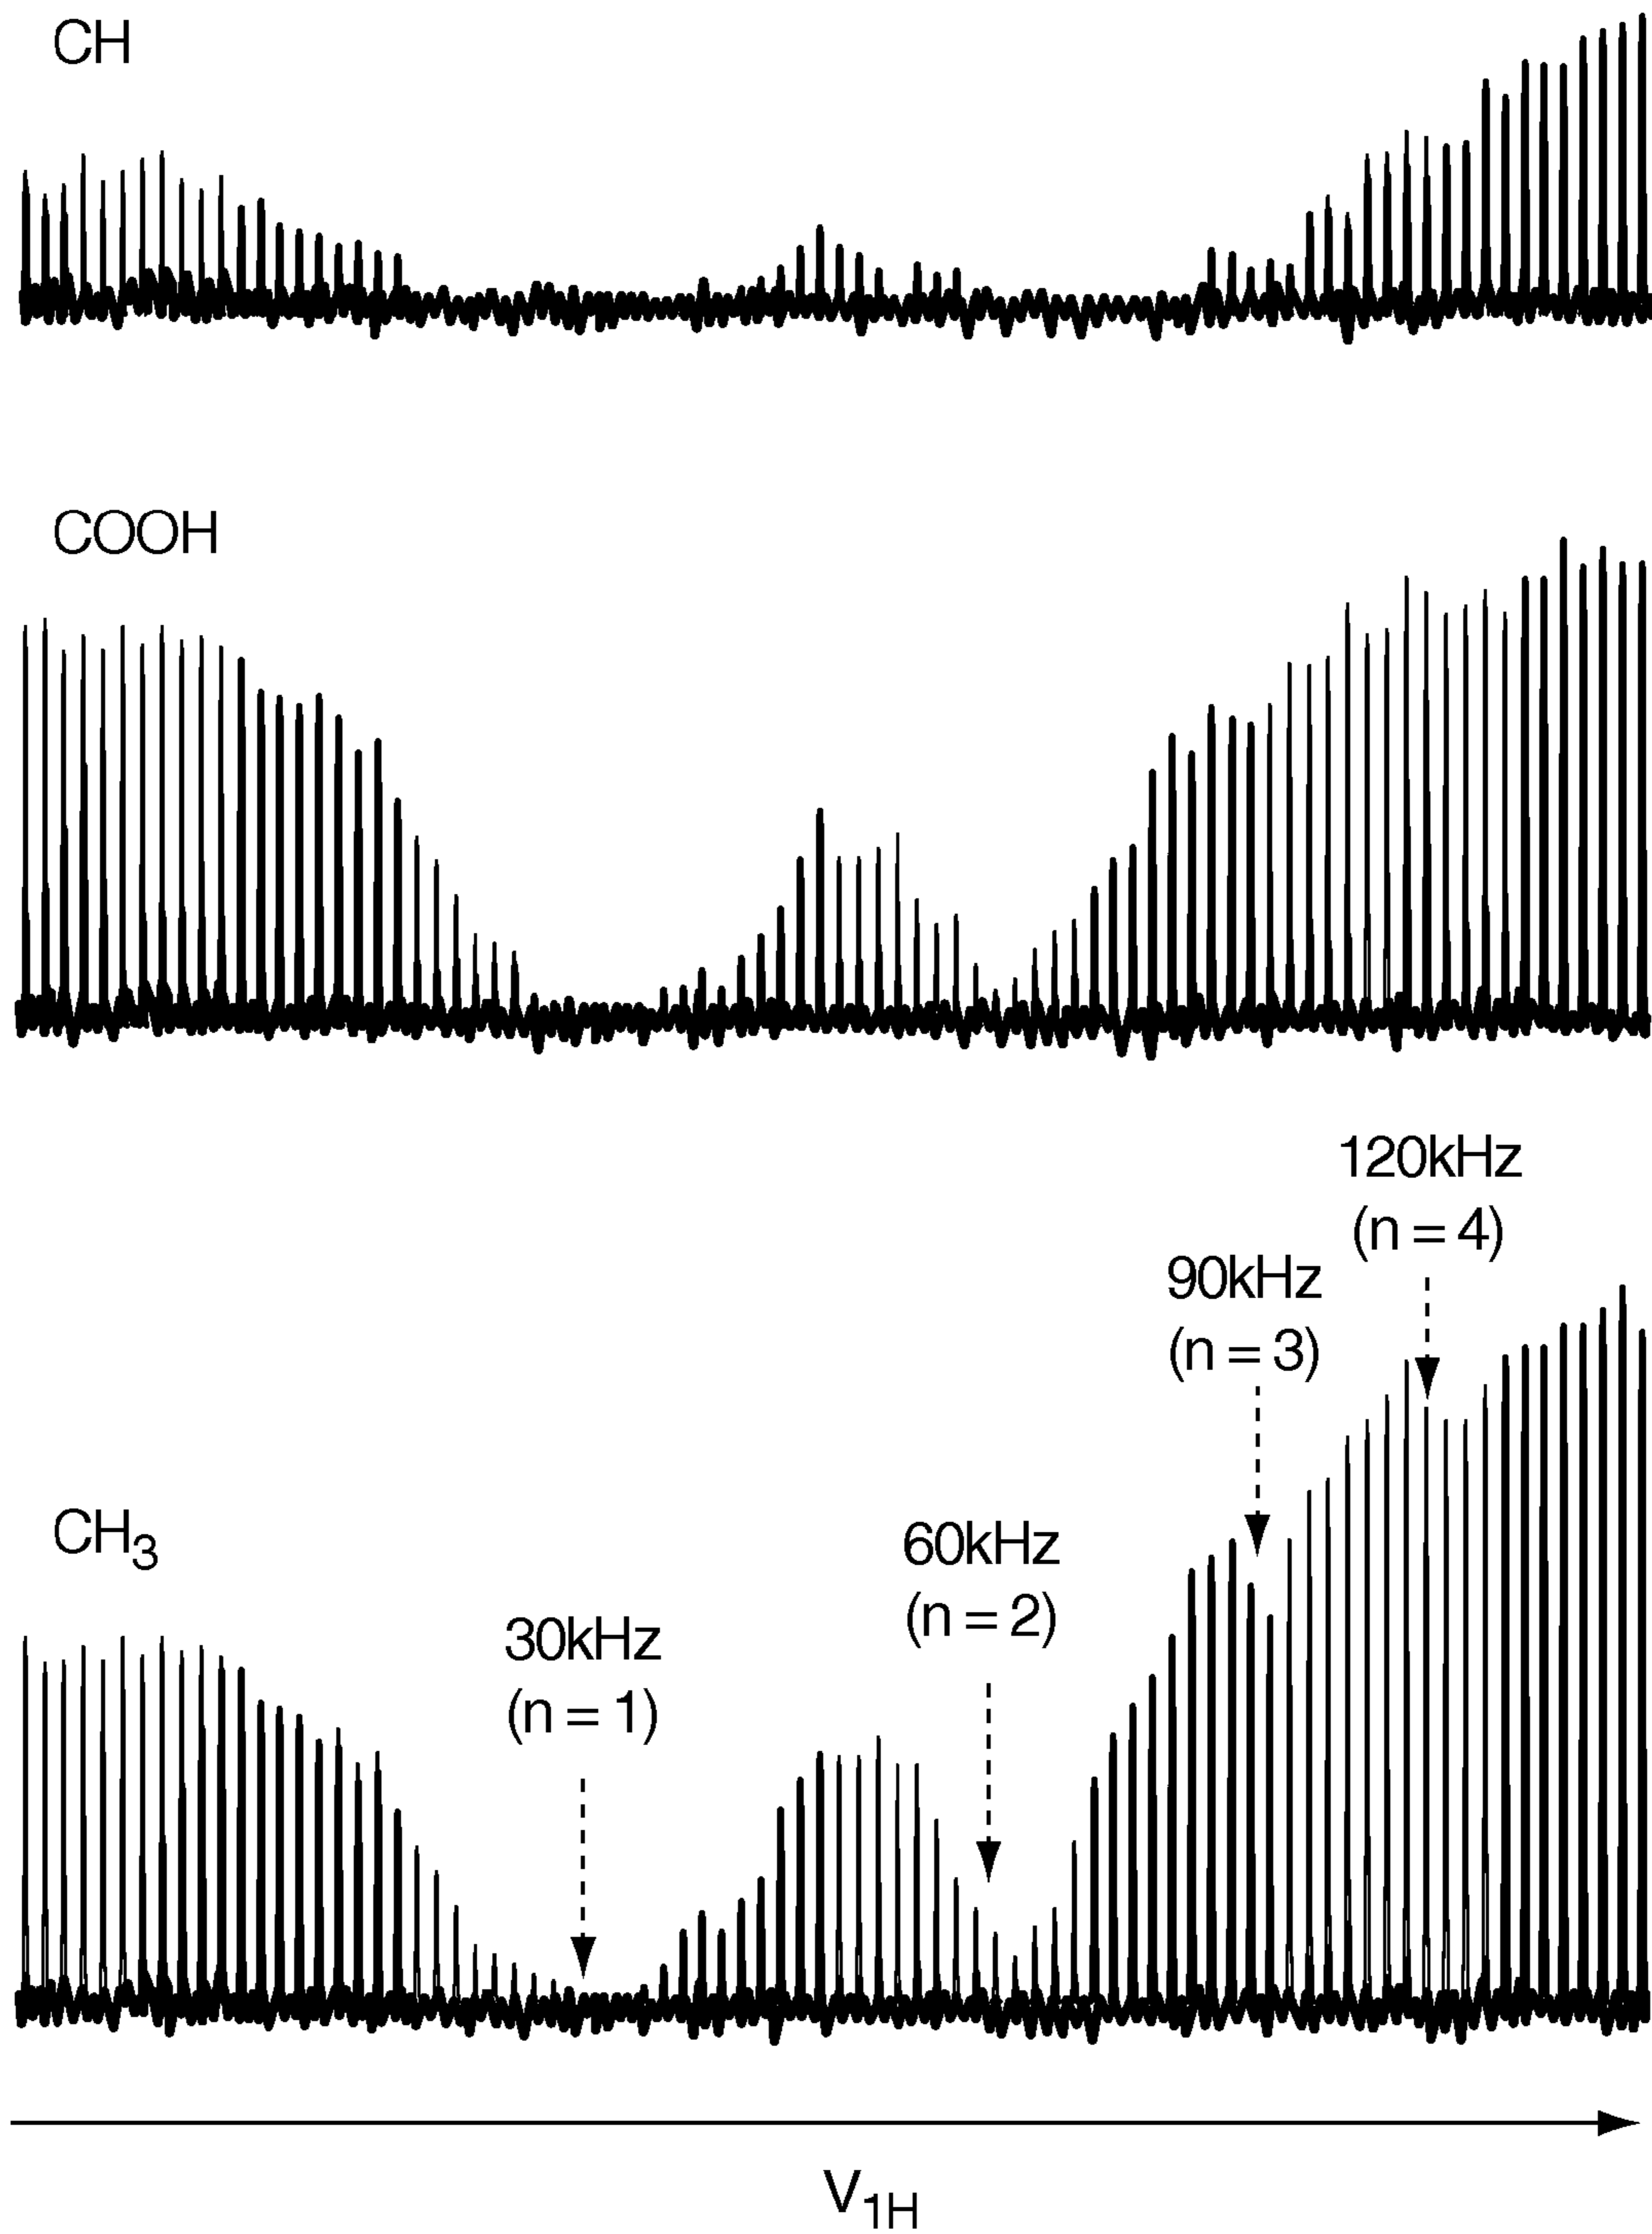 CH
COOH
120kHz
(n = 4)
90kHz
(n = 3)
CH3
60kHz
(n = 2)
30kHz
(n = 1)
V1H